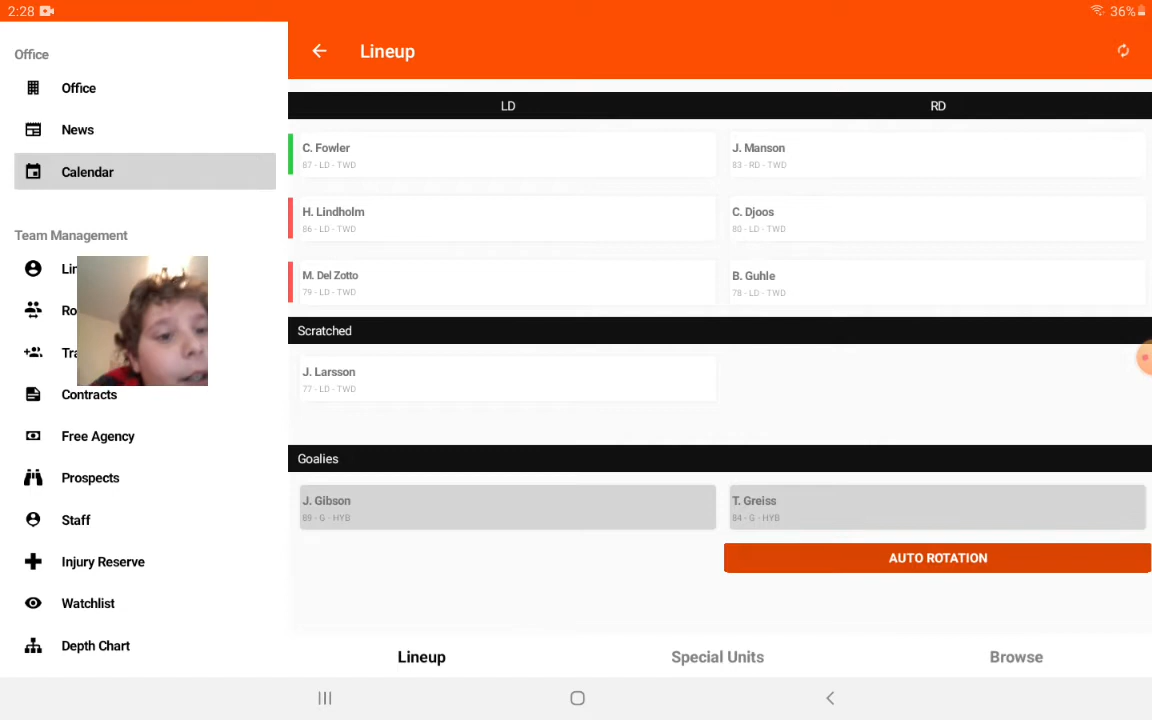 2:28
36%
Office
Office
News
Calendar
Team Management
Contracts
Free Agency
Prospects
Staff
Injury Reserve
Watchlist
Depth Chart
Lineup
LD
RD
C. Fowler
87 - LD - TWD
J. Manson
83 - RD - TWD
H. Lindholm
86 - LD - TWD
C. Djoos
80 - LD - TWD
M. Del Zotto
79 - LD - TWD
B. Guhle
78 - LD - TWD
Scratched
J. Larsson
77 - LD - TWD
Goalies
J. Gibson
89 - G - HYB
T. Greiss
84 - G - HYB
AUTO ROTATION
Lineup
Special Units
Browse